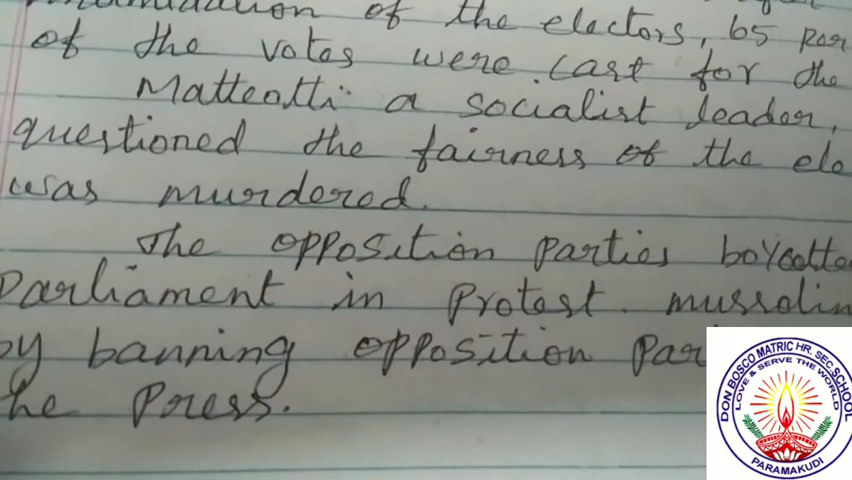 of the electors, 65 per
of the votes were cast for the
Matteotti a socialist leader,
questioned the fairness of the ele
was murdered.
The opposition parties boycotte
Parliament in Protest. mussolin
by banning opposition Par
he Press.
DON BOSCO MATRIC HR. SEC. SCHOOL
LOVE & SERVE THE WORLD
PARAMAKUDI